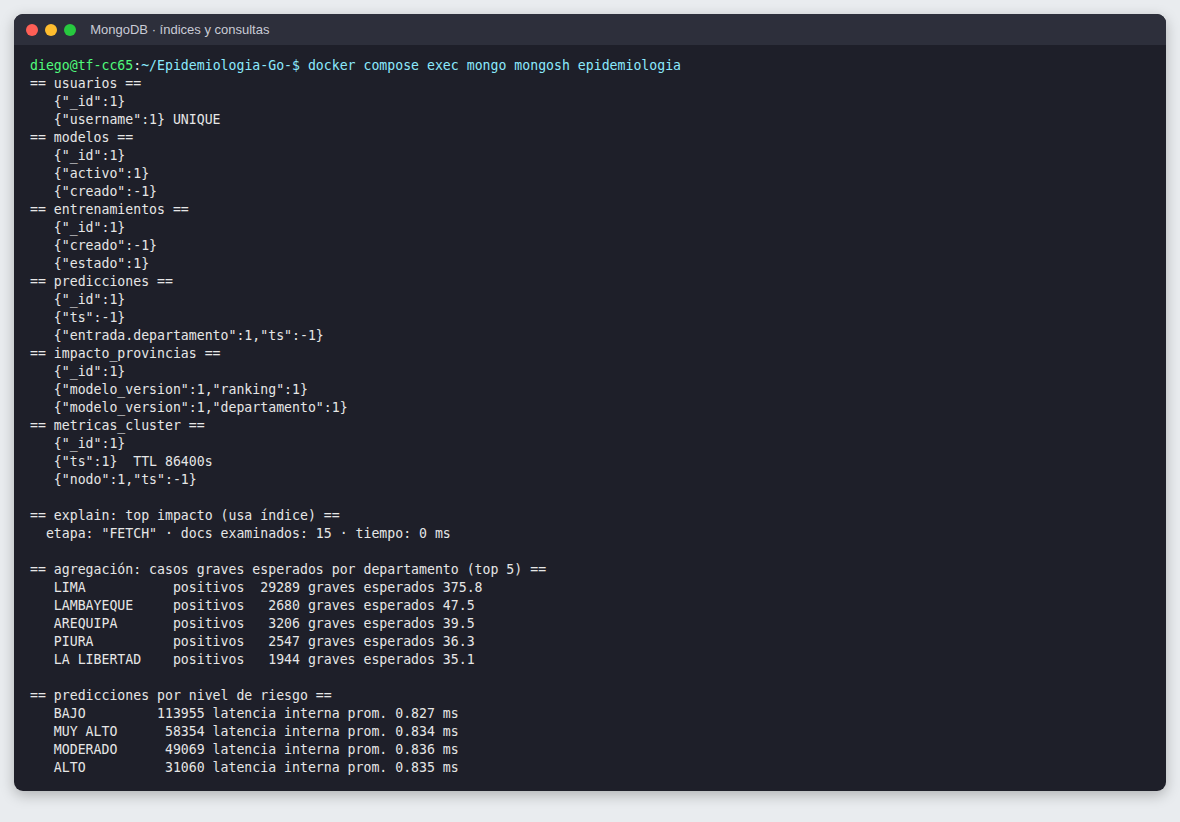 MongoDB · índices y consultas
diego@tf-cc65:~/Epidemiologia-Go-$ docker compose exec mongo mongosh epidemiologia
== usuarios ==
   {"_id":1}
   {"username":1} UNIQUE
== modelos ==
   {"_id":1}
   {"activo":1}
   {"creado":-1}
== entrenamientos ==
   {"_id":1}
   {"creado":-1}
   {"estado":1}
== predicciones ==
   {"_id":1}
   {"ts":-1}
   {"entrada.departamento":1,"ts":-1}
== impacto_provincias ==
   {"_id":1}
   {"modelo_version":1,"ranking":1}
   {"modelo_version":1,"departamento":1}
== metricas_cluster ==
   {"_id":1}
   {"ts":1}  TTL 86400s
   {"nodo":1,"ts":-1}

== explain: top impacto (usa índice) ==
  etapa: "FETCH" · docs examinados: 15 · tiempo: 0 ms

== agregación: casos graves esperados por departamento (top 5) ==
   LIMA           positivos  29289 graves esperados 375.8
   LAMBAYEQUE     positivos   2680 graves esperados 47.5
   AREQUIPA       positivos   3206 graves esperados 39.5
   PIURA          positivos   2547 graves esperados 36.3
   LA LIBERTAD    positivos   1944 graves esperados 35.1

== predicciones por nivel de riesgo ==
   BAJO         113955 latencia interna prom. 0.827 ms
   MUY ALTO      58354 latencia interna prom. 0.834 ms
   MODERADO      49069 latencia interna prom. 0.836 ms
   ALTO          31060 latencia interna prom. 0.835 ms